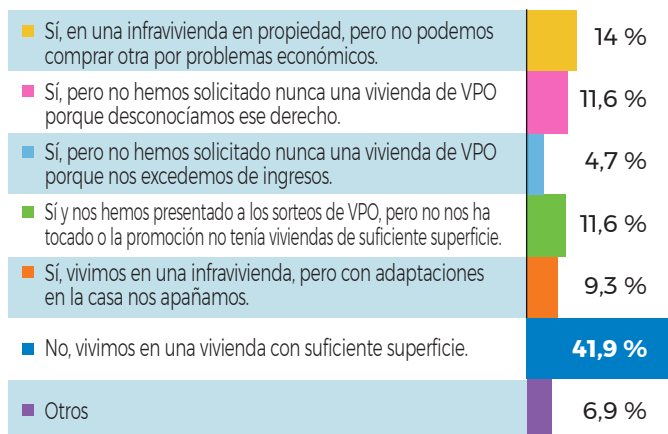 Sí, en una infravivienda en propiedad, pero no podemos
comprar otra por problemas económicos.
14 %
Sí, pero no hemos solicitado nunca una vivienda de VPO
porque desconocíamos ese derecho.
11,6 %
Sí, pero no hemos solicitado nunca una vivienda de VPO
porque nos excedemos de ingresos.
4,7 %
Sí y nos hemos presentado a los sorteos de VPO, pero no nos ha
tocado o la promoción no tenía viviendas de suficiente superficie.
11,6 %
Sí, vivimos en una infravivienda, pero con adaptaciones
en la casa nos apañamos.
9,3 %
No, vivimos en una vivienda con suficiente superficie.
41,9 %
Otros
6,9 %